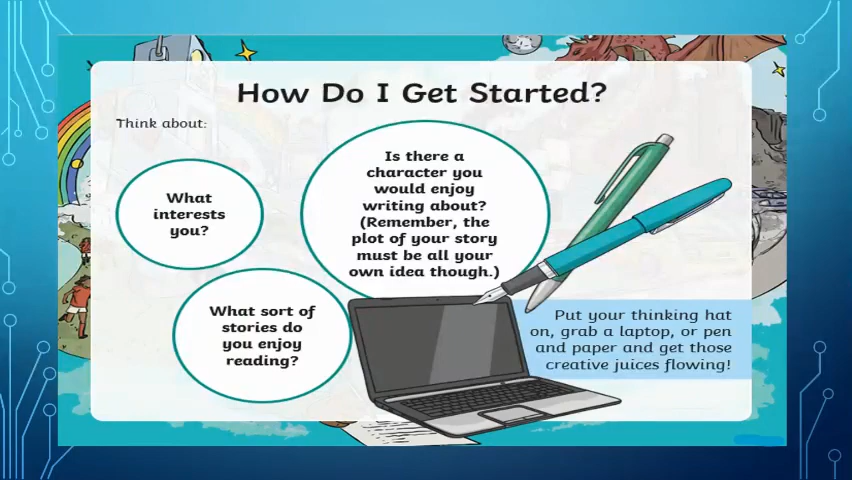 How Do I Get Started?
Think about:
What
interests
you?
Is there a
character you
would enjoy
writing about?
(Remember, the
plot of your story
must be all your
own idea though.)
What sort of
stories do
you enjoy
reading?
Put your thinking hat
on, grab a laptop, or pen
and paper and get those
creative juices flowing!